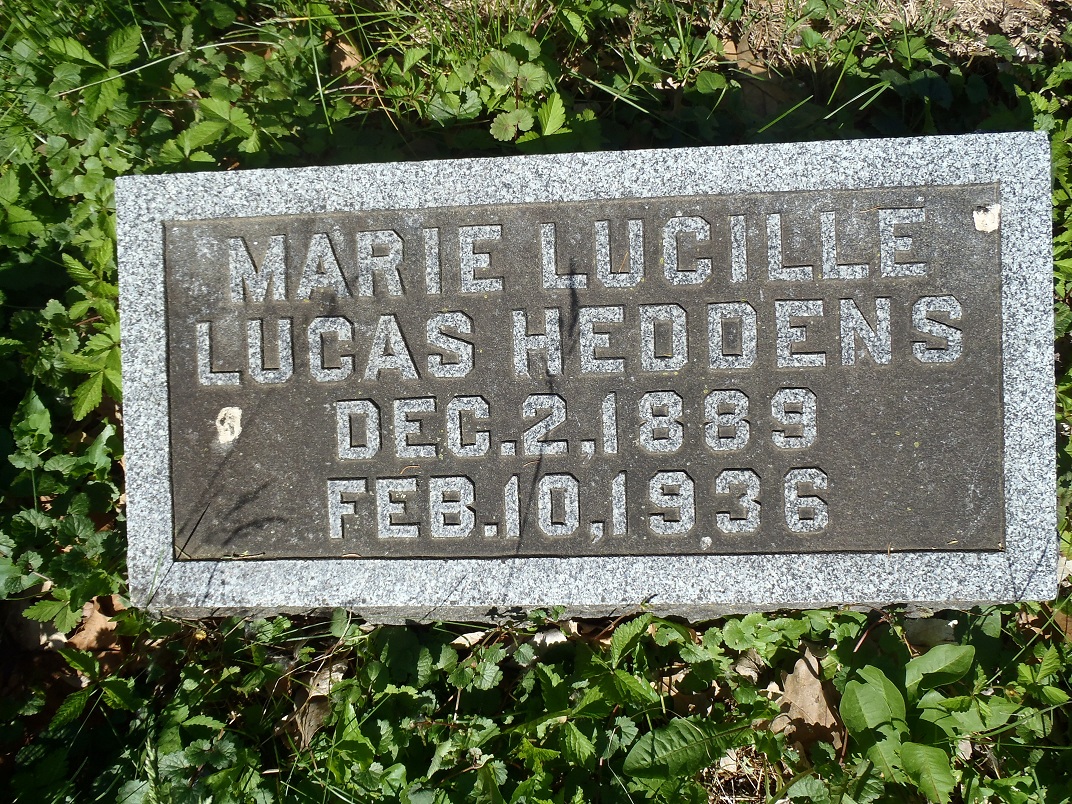 MARIE LUCILLE
LUCAS HEDDENS
DEC.2,1889
FEB.10,1936